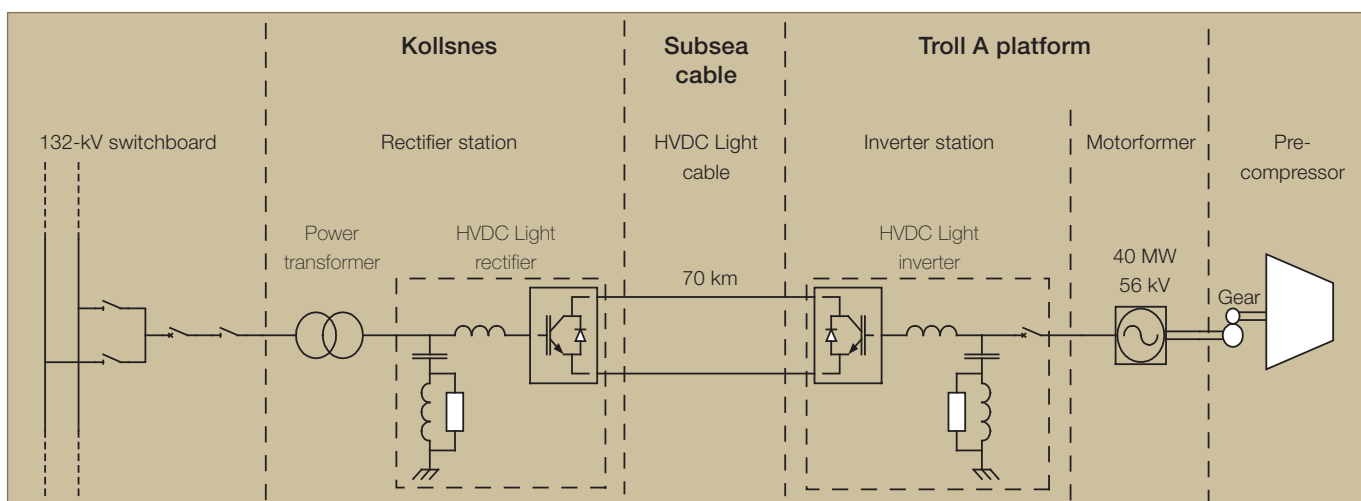 Kollsnes
Subsea
cable
Troll A platform
132-kV switchboard
Rectifier station
HVDC Light
cable
Inverter station
Motorformer
Pre-
compressor
Power
transformer
HVDC Light
rectifier
70 km
HVDC Light
inverter
40 MW
56 kV
Gear